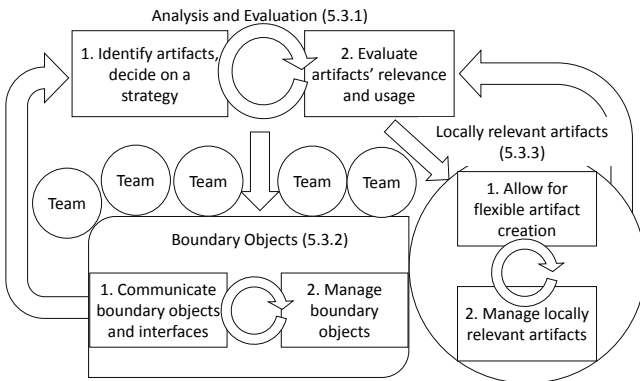 Analysis and Evaluation (5.3.1)
1. Identify artifacts,
decide on a
strategy
2. Evaluate
artifacts’ relevance
and usage
Locally relevant artifacts
(5.3.3)
Team
Team
Team
Team
Team
Team
Boundary Objects (5.3.2)
1. Communicate
boundary objects
and interfaces
2. Manage
boundary
objects
1. Allow for
flexible artifact
creation
2. Manage locally
relevant artifacts